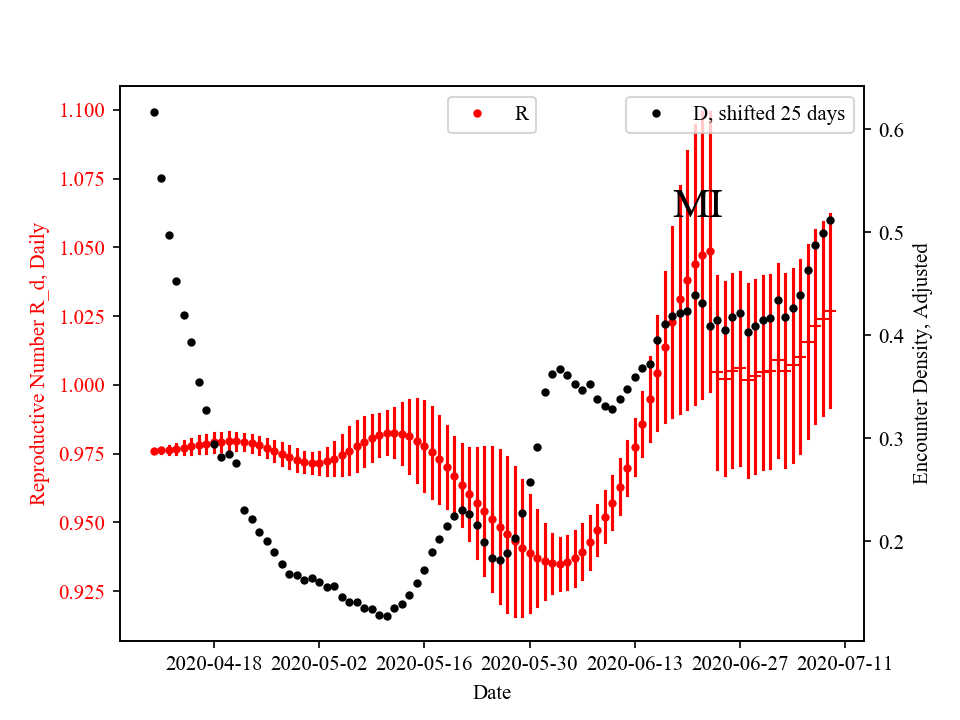 R
D, shifted 25 days
MI
Reproductive Number R_d, Daily
1.100
1.075
1.050
1.025
1.000
0.975
0.950
0.925
0.6
0.5
0.4
0.3
0.2
Encounter Density, Adjusted
2020-04-18 2020-05-02 2020-05-16 2020-05-30 2020-06-13 2020-06-27 2020-07-11
Date